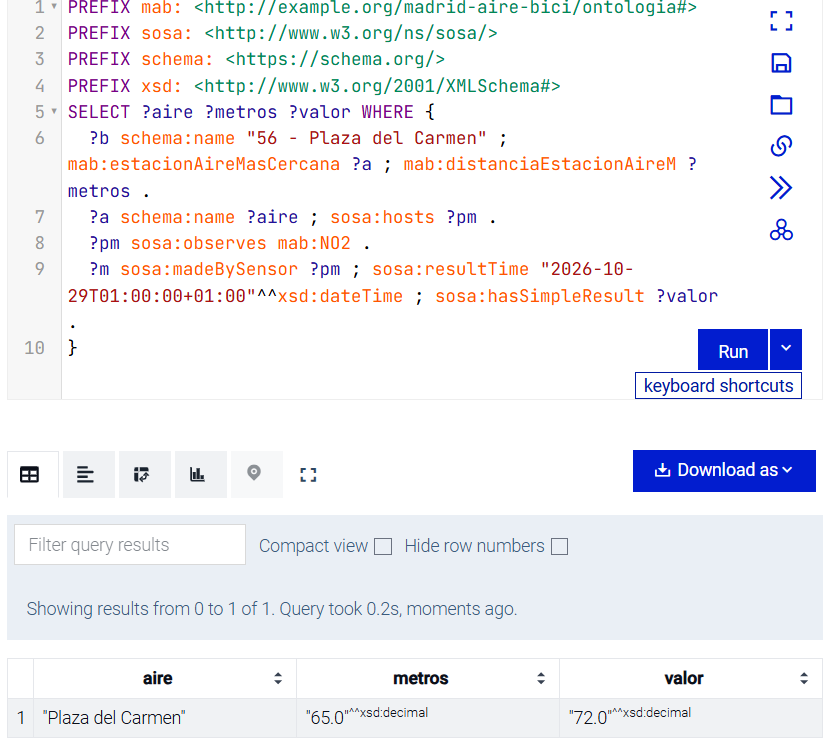 1 PREFIX mab: <http://example.org/madrid-aire-bici/ontologia#>
2 PREFIX sosa: <http://www.w3.org/ns/sosa/>
3 PREFIX schema: <https://schema.org/>
4 PREFIX xsd: <http://www.w3.org/2001/XMLSchema#>
5 SELECT ?aire ?metros ?valor WHERE {
6 ?b schema:name "56 - Plaza del Carmen" ;
mab:estacionAireMasCercana ?a ; mab:distanciaEstacionAireM ?
metros .
7 ?a schema:name ?aire ; sosa:hosts ?pm .
8 ?pm sosa:observes mab:NO2 .
9 ?m sosa:madeBySensor ?pm ; sosa:resultTime "2026-10-
29T01:00:00+01:00"^^xsd:dateTime ; sosa:hasSimpleResult ?valor
.
10 }
Run
keyboard shortcuts
Download as
Filter query results
Compact view
Hide row numbers
Showing results from 0 to 1 of 1. Query took 0.2s, moments ago.
aire metros valor
1 "Plaza del Carmen" "65.0"^^xsd:decimal "72.0"^^xsd:decimal